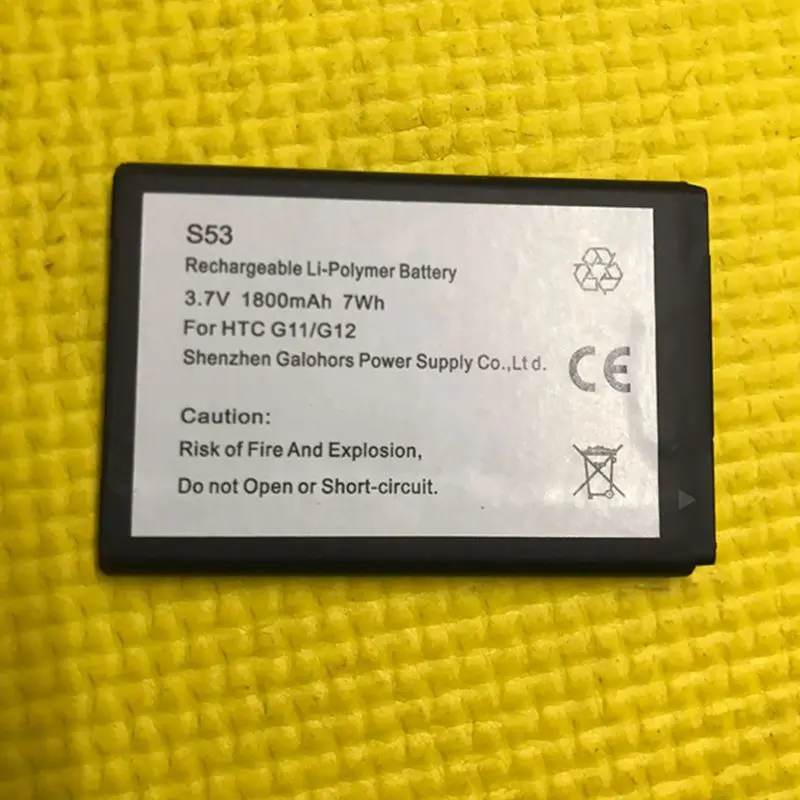 S53
Rechargeable Li-Polymer Battery
3.7V 1800mAh 7Wh
For HTC G11/G12
Shenzhen Galohors Power Supply Co.,Ltd.
CE
Caution:
Risk of Fire And Explosion,
Do not Open or Short-circuit.